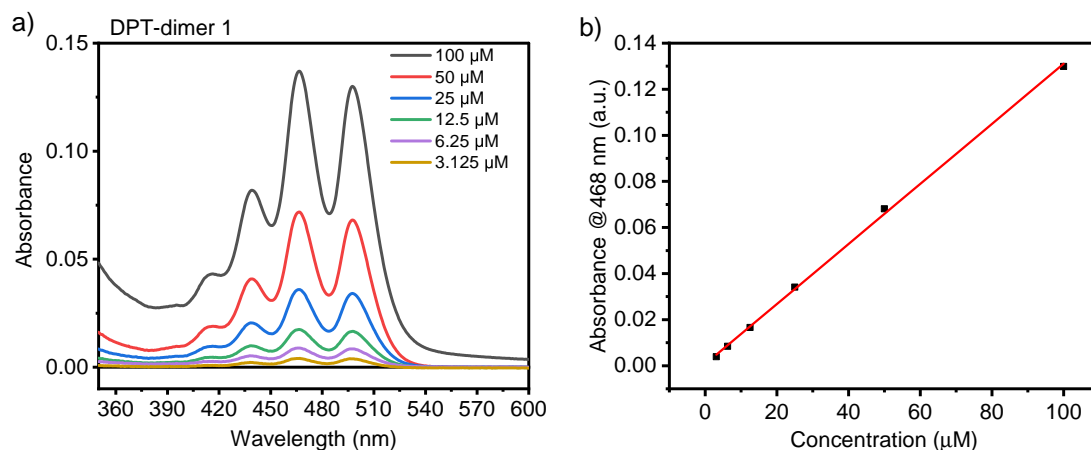 a)
DPT-dimer 1
0.15
0.10
0.05
0.00
Absorbance
100 µM
50 µM
25 µM
12.5 µM
6.25 µM
3.125 µM
360 390 420 450 480 510 540 570 600
Wavelength (nm)
b)
0.14
0.12
0.10
0.08
0.06
0.04
0.02
0.00
Absorbance @468 nm (a.u.)
0 20 40 60 80 100
Concentration (µM)